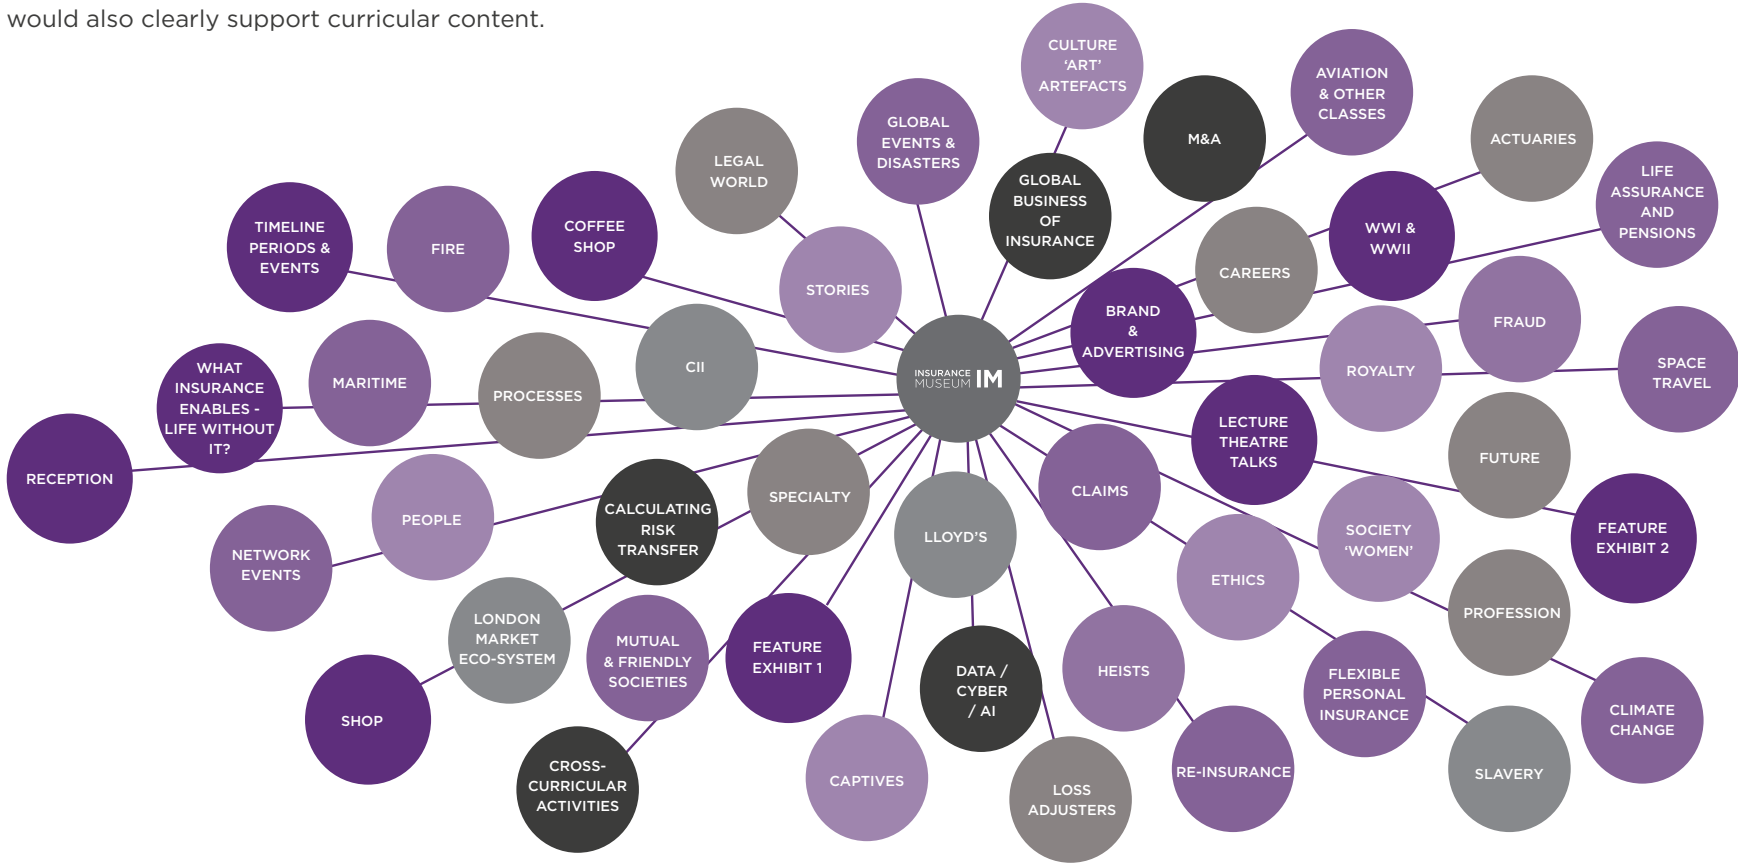 would also clearly support curricular content.
CULTURE
‘ART’
ARTEFACTS
AVIATION
& OTHER
CLASSES
M&A
ACTUARIES
GLOBAL
EVENTS &
DISASTERS
LEGAL
WORLD
GLOBAL
BUSINESS
OF
INSURANCE
LIFE
ASSURANCE
AND
PENSIONS
TIMELINE
PERIODS &
EVENTS
FIRE
COFFEE
SHOP
WWI &
WWII
CAREERS
STORIES
BRAND
&
ADVERTISING
FRAUD
WHAT
INSURANCE
ENABLES -
LIFE WITHOUT
IT?
MARITIME
PROCESSES
CII
INSURANCE
MUSEUM IM
ROYALTY
SPACE
TRAVEL
RECEPTION
LECTURE
THEATRE
TALKS
FUTURE
PEOPLE
CALCULATING
RISK
TRANSFER
SPECIALTY
CLAIMS
NETWORK
EVENTS
LLOYD’S
SOCIETY
‘WOMEN’
FEATURE
EXHIBIT 2
ETHICS
PROFESSION
LONDON
MARKET
ECO-SYSTEM
MUTUAL
& FRIENDLY
SOCIETIES
FEATURE
EXHIBIT 1
DATA /
CYBER
/ AI
HEISTS
FLEXIBLE
PERSONAL
INSURANCE
CLIMATE
CHANGE
SHOP
CROSS-
CURRICULAR
ACTIVITIES
CAPTIVES
LOSS
ADJUSTERS
RE-INSURANCE
SLAVERY